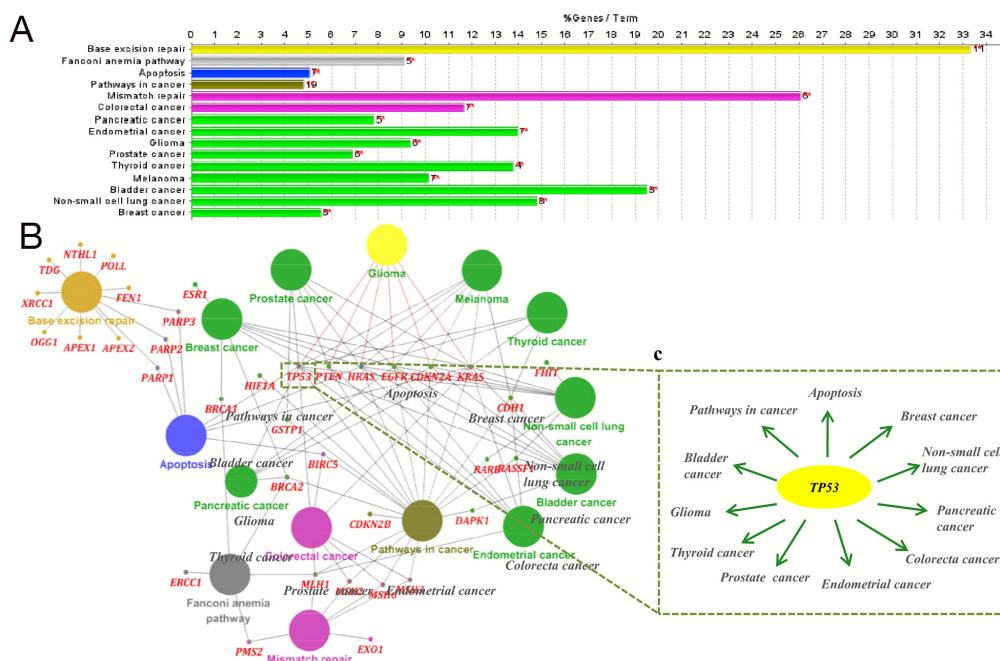 A
%Genes / Term
0 1 2 3 4 5 6 7 8 9 10 11 12 13 14 15 16 17 18 19 20 21 22 23 24 25 26 27 28 29 30 31 32 33 34
Base excision repair
Fanconi anemia pathway 5*
Apoptosis 7*
Pathways in cancer 19
Mismatch repair 6*
Colorectal cancer 7*
Pancreatic cancer 5*
Endometrial cancer 7*
Glioma 6*
Prostate cancer 6*
Thyroid cancer 4*
Melanoma 7*
Bladder cancer 8*
Non-small cell lung cancer 8*
Breast cancer
B
NTHL1
TDG
POLL
XRCC1
FEN1
Base excision repair
OGG1
APEX1
APEX2
PARP3
PARP2
PARP1
ESR1
Breast cancer
Prostate cancer
Glioma
Melanoma
Thyroid cancer
HIF1A
TP53
PTEN
HRAS
EGFR
CDKN2A
KRAS
FHIT
Apoptosis
BRCA1
Pathways in cancer
GSTP1
CDH1
Breast cancer
Non-small cell lung
cancer
Apoptosis
Bladder cancer
BIRC5
RARB
RASSF1
Non-small cell
lung cancer
BRCA2
Pancreatic cancer
Bladder cancer
Glioma
CDKN2B
DAPK1
Pancreatic cancer
Thyroid cancer
Colorectal cancer
Pathways in cancer
Endometrial cancer
Colorecta cancer
ERCC1
Fanconi anemia
pathway
MLH1
Prostate cancer
MSH2
MSH6
MSH3
Endometrial cancer
PMS2
EXO1
Mismatch repair
c
Apoptosis
Pathways in cancer
Breast cancer
Bladder
cancer
Non-small cell
lung cancer
TP53
Glioma
Pancreatic
cancer
Thyroid cancer
Colorecta cancer
Prostate cancer
Endometrial cancer